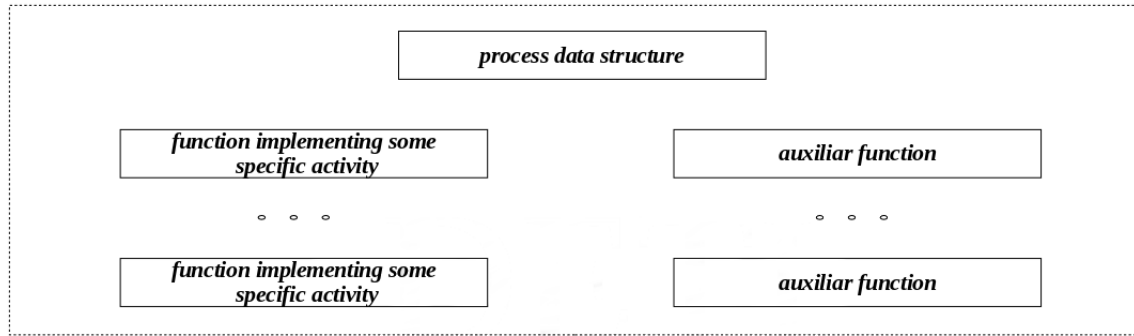 process data structure
function implementing some
specific activity
auxiliar function
function implementing some
specific activity
auxiliar function